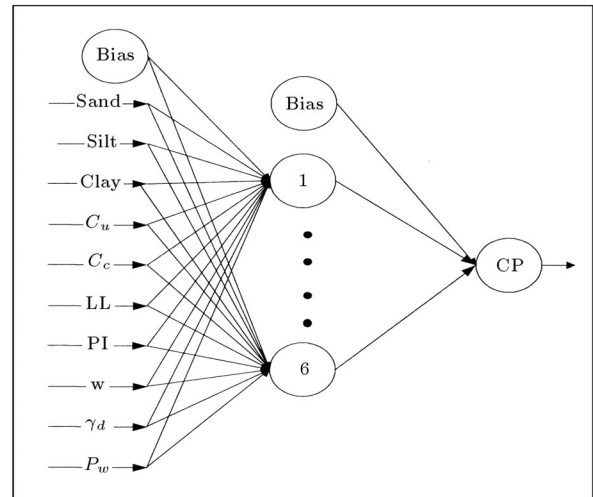 Bias
Sand
Silt
Clay
C_u
C_c
LL
PI
w
γ_d
P_w
Bias
1
6
CP